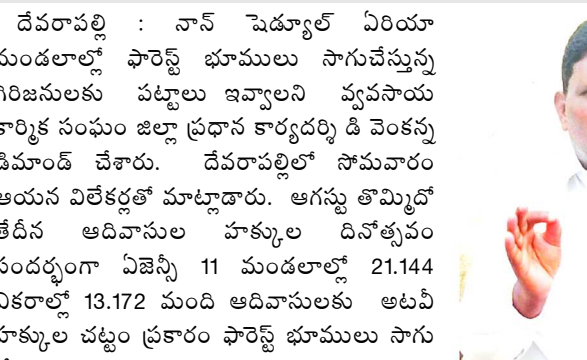 దేవరాపల్లి : నాన్ షెడ్యూల్ ఏరియా
మండలాల్లో ఫారెస్ట్ భూములు సాగుచేస్తున్న
గిరిజనులకు పట్టాలు ఇవ్వాలని వ్వవసాయ
కార్మిక సంఘం జిల్లా ప్రధాన కార్యదర్శి డి వెంకన్న
డిమాండ్ చేశారు. దేవరాపల్లిలో సోమవారం
ఆయన విలేకర్లతో మాట్లాడారు. ఆగస్టు తొమ్మిదో
తేదీన ఆదివాసుల హక్కుల దినోత్సవం
సందర్భంగా ఏజెన్సీ 11 మండలాల్లో 21.144
ఎకరాల్లో 13.172 మంది ఆదివాసులకు అటవీ
హక్కుల చట్టం ప్రకారం ఫారెస్ట్ భూములు సాగు